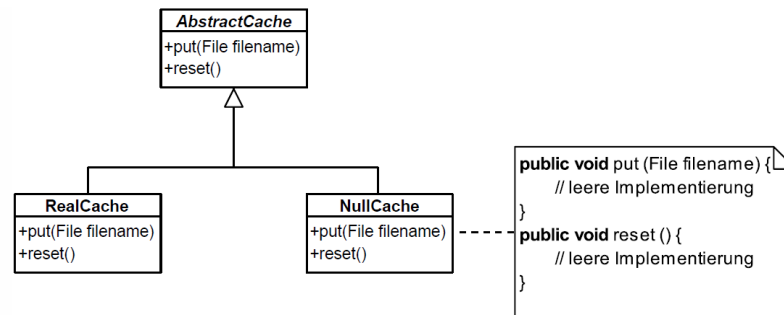 AbstractCache
+put(File filename)
+reset()
RealCache
+put(File filename)
+reset()
NullCache
+put(File filename)
+reset()
public void put (File filename) {
// leere Implementierung
}
public void reset () {
// leere Implementierung
}